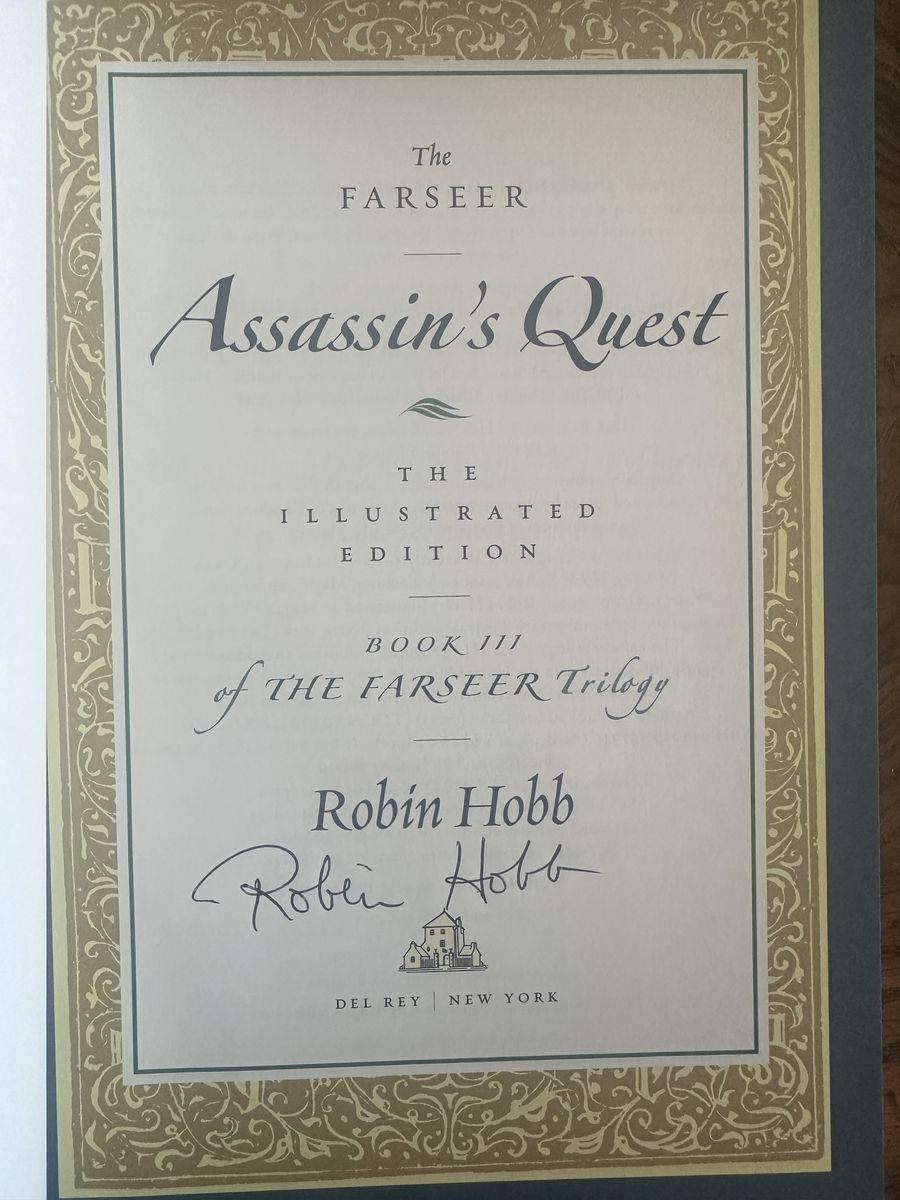 The
FARSEER
Assassin's Quest
THE
ILLUSTRATED
EDITION
BOOK III
of THE FARSEER Trilogy
Robin Hobb
Robin Hobb
DEL REY | NEW YORK